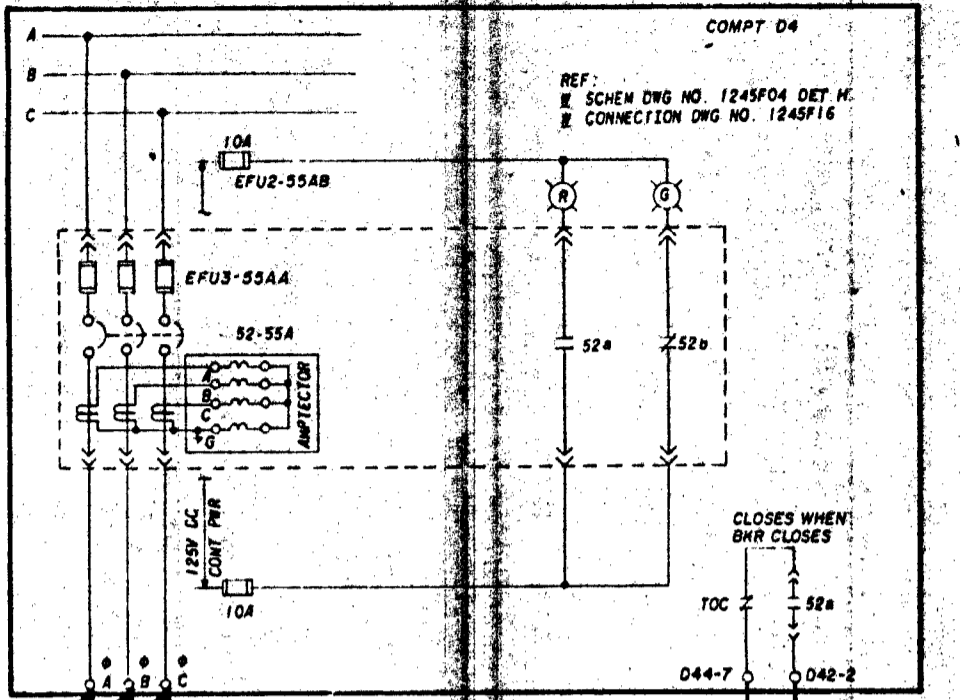 COMPT D4
A
B
C
REF:
SCHEM DWG NO. 1245F04 DET H
CONNECTION DWG NO. 1245F16
10A
EFU2-55AB
R
G
EFU3-55AA
52-55A
A
B
C
G
AMPTECTOR
52a
52b
125V DC
CONT PWR
10A
CLOSES WHEN
BKR CLOSES
TOC
52a
Φ Φ Φ
A B C
D44-7
D42-2